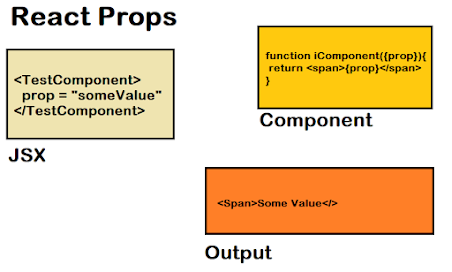 React Props
<TestComponent>
prop = "someValue"
</TestComponent>
JSX
function iComponent({prop}){
return <span>{prop}</span>
}
Component
<Span>Some Value</>
Output